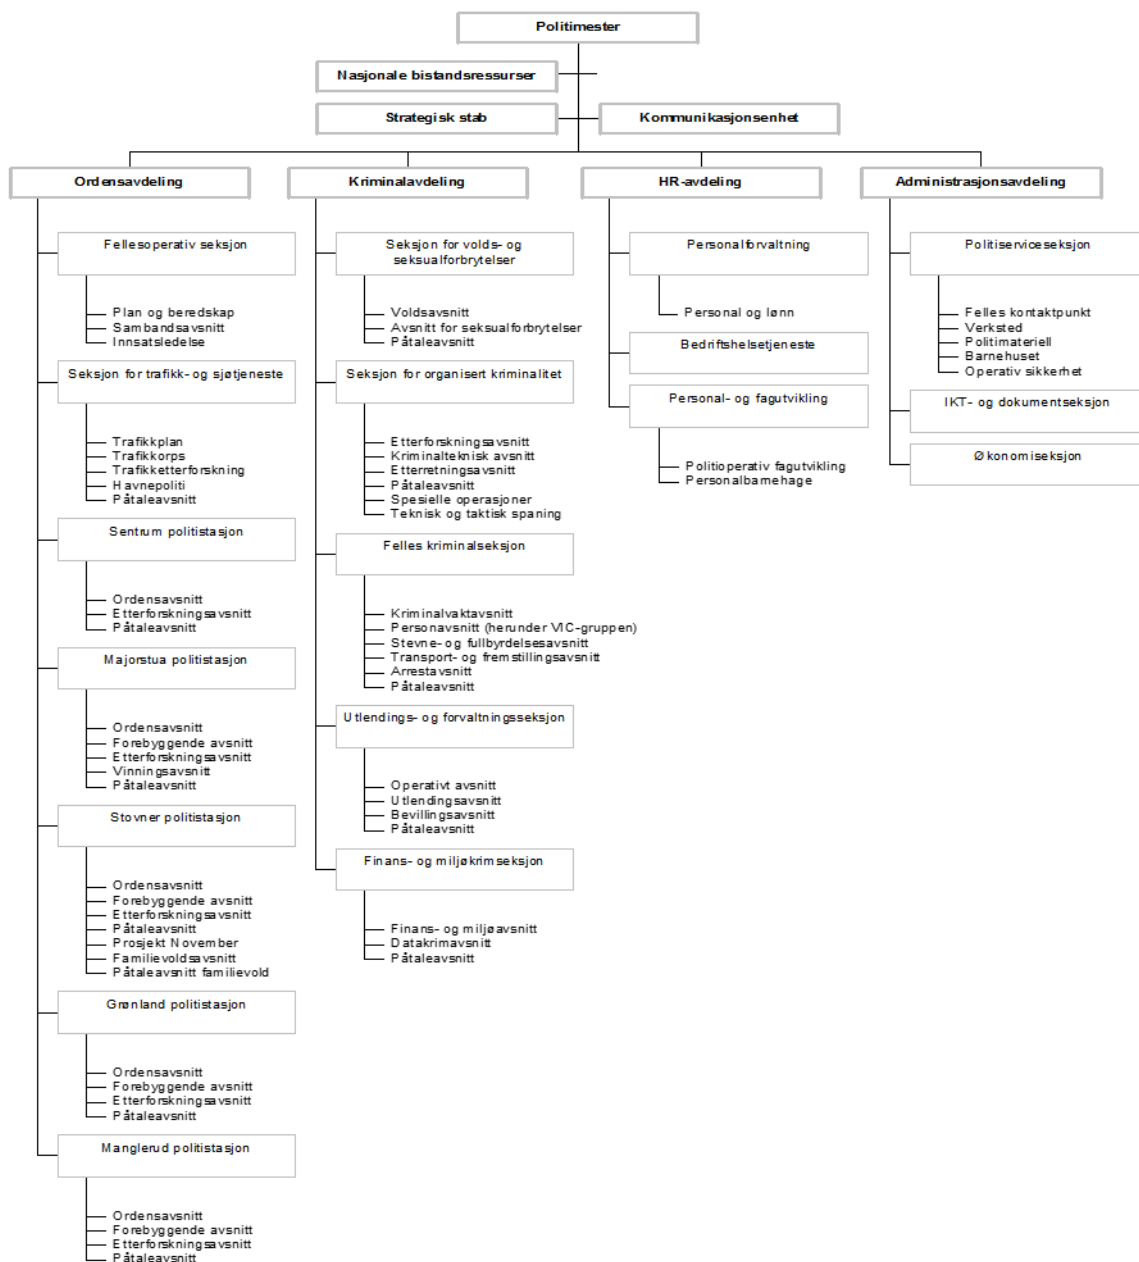 Politimester
Nasjonale bistandsressurser
Strategisk stab
Kommunikasjonsenhet
Ordensavdeling
Fellesoperativ seksjon
Plan og beredskap
Sambandsavsnitt
Innsatsledelse
Seksjon for trafikk- og sjøtjeneste
Trafikkplan
Trafikkorps
Trafikketterforskning
Havnepoliti
Påtaleavsnitt
Sentrum politistasjon
Ordensavsnitt
Etterforskningsavsnitt
Påtaleavsnitt
Majorstua politistasjon
Ordensavsnitt
Forebyggende avsnitt
Etterforskningsavsnitt
Vinningsavsnitt
Påtaleavsnitt
Stovner politistasjon
Ordensavsnitt
Forebyggende avsnitt
Etterforskningsavsnitt
Påtaleavsnitt
Prosjekt November
Familievoldsavsnitt
Påtaleavsnitt familievold
Grønland politistasjon
Ordensavsnitt
Forebyggende avsnitt
Etterforskningsavsnitt
Påtaleavsnitt
Manglerud politistasjon
Ordensavsnitt
Forebyggende avsnitt
Etterforskningsavsnitt
Påtaleavsnitt
Kriminalavdeling
Seksjon for volds- og
seksualforbrytelser
Voldsavsnitt
Avsnitt for seksualforbrytelser
Påtaleavsnitt
Seksjon for organisert kriminalitet
Etterforskningsavsnitt
Kriminalteknisk avsnitt
Etterretningsavsnitt
Påtaleavsnitt
Spesielle operasjoner
Teknisk og taktisk spaning
Felles kriminalseksjon
Kriminalvaktavsnitt
Personavsnitt (herunder VIC-gruppen)
Stevne- og fullbyrdelsesavsnitt
Transport- og fremstillingsavsnitt
Arrestavsnitt
Påtaleavsnitt
Utlendings- og forvaltningsseksjon
Operativt avsnitt
Utlendingsavsnitt
Bevillingsavsnitt
Påtaleavsnitt
Finans- og miljøkrimseksjon
Finans- og miljøavsnitt
Datakrimavsnitt
Påtaleavsnitt
HR-avdeling
Personalforvaltning
Personal og lønn
Bedriftshelsetjeneste
Personal- og fagutvikling
Politioperativ fagutvikling
Personalbarnehage
Administrasjonsavdeling
Politiserviceseksjon
Felles kontaktpunkt
Verksted
Politimateriell
Barnehuset
Operativ sikkerhet
IKT- og dokumentseksjon
Økonomiseksjon